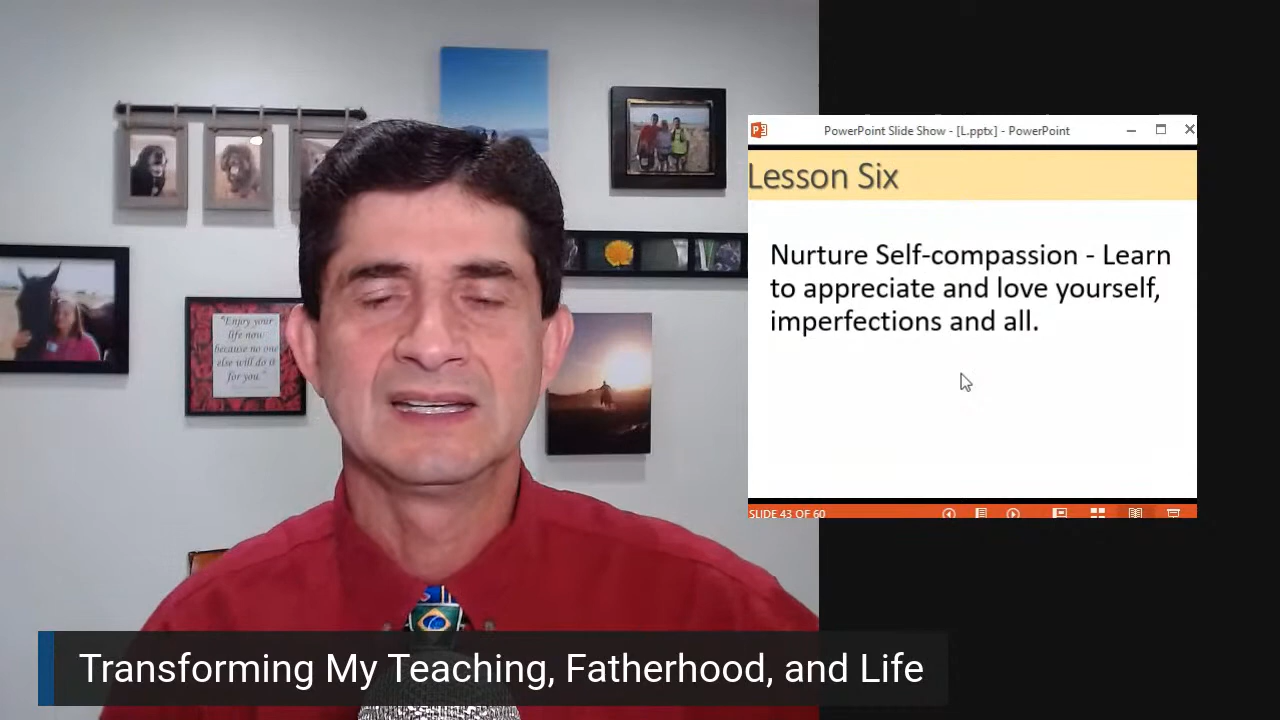 PowerPoint Slide Show - [L.pptx] - PowerPoint
Lesson Six
Nurture Self-compassion - Learn
to appreciate and love yourself,
imperfections and all.
SLIDE 43 OF 60
"Enjoy your
life now
because no one
else will do it
for you."
Transforming My Teaching, Fatherhood, and Life